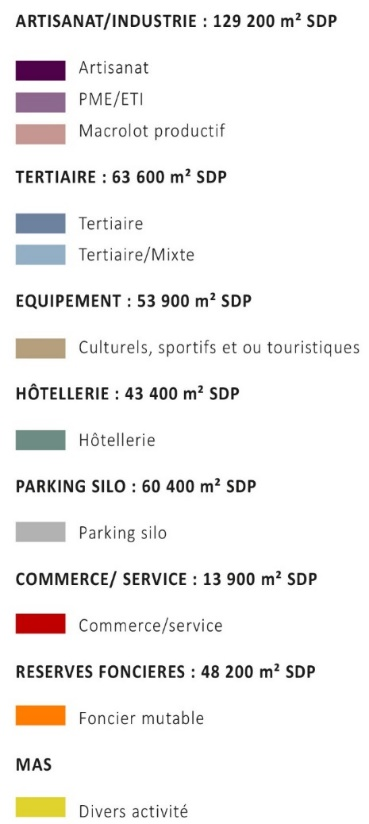 ARTISANAT/INDUSTRIE : 129 200 m² SDP
Artisanat
PME/ETI
Macrolot productif
TERTIAIRE : 63 600 m² SDP
Tertiaire
Tertiaire/Mixte
EQUIPEMENT : 53 900 m² SDP
Culturels, sportifs et ou touristiques
HÔTELLERIE : 43 400 m² SDP
Hôtellerie
PARKING SILO : 60 400 m² SDP
Parking silo
COMMERCE/ SERVICE : 13 900 m² SDP
Commerce/service
RESERVES FONCIERES : 48 200 m² SDP
Foncier mutable
MAS
Divers activité